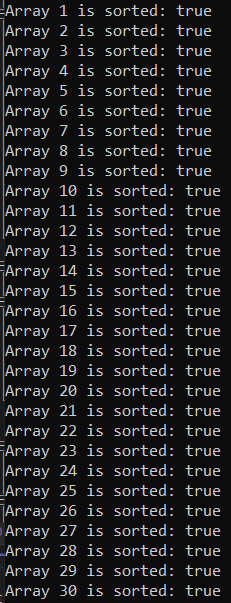 Array 1 is sorted: true
Array 2 is sorted: true
Array 3 is sorted: true
Array 4 is sorted: true
Array 5 is sorted: true
Array 6 is sorted: true
Array 7 is sorted: true
Array 8 is sorted: true
Array 9 is sorted: true
Array 10 is sorted: true
Array 11 is sorted: true
Array 12 is sorted: true
Array 13 is sorted: true
Array 14 is sorted: true
Array 15 is sorted: true
Array 16 is sorted: true
Array 17 is sorted: true
Array 18 is sorted: true
Array 19 is sorted: true
Array 20 is sorted: true
Array 21 is sorted: true
Array 22 is sorted: true
Array 23 is sorted: true
Array 24 is sorted: true
Array 25 is sorted: true
Array 26 is sorted: true
Array 27 is sorted: true
Array 28 is sorted: true
Array 29 is sorted: true
Array 30 is sorted: true